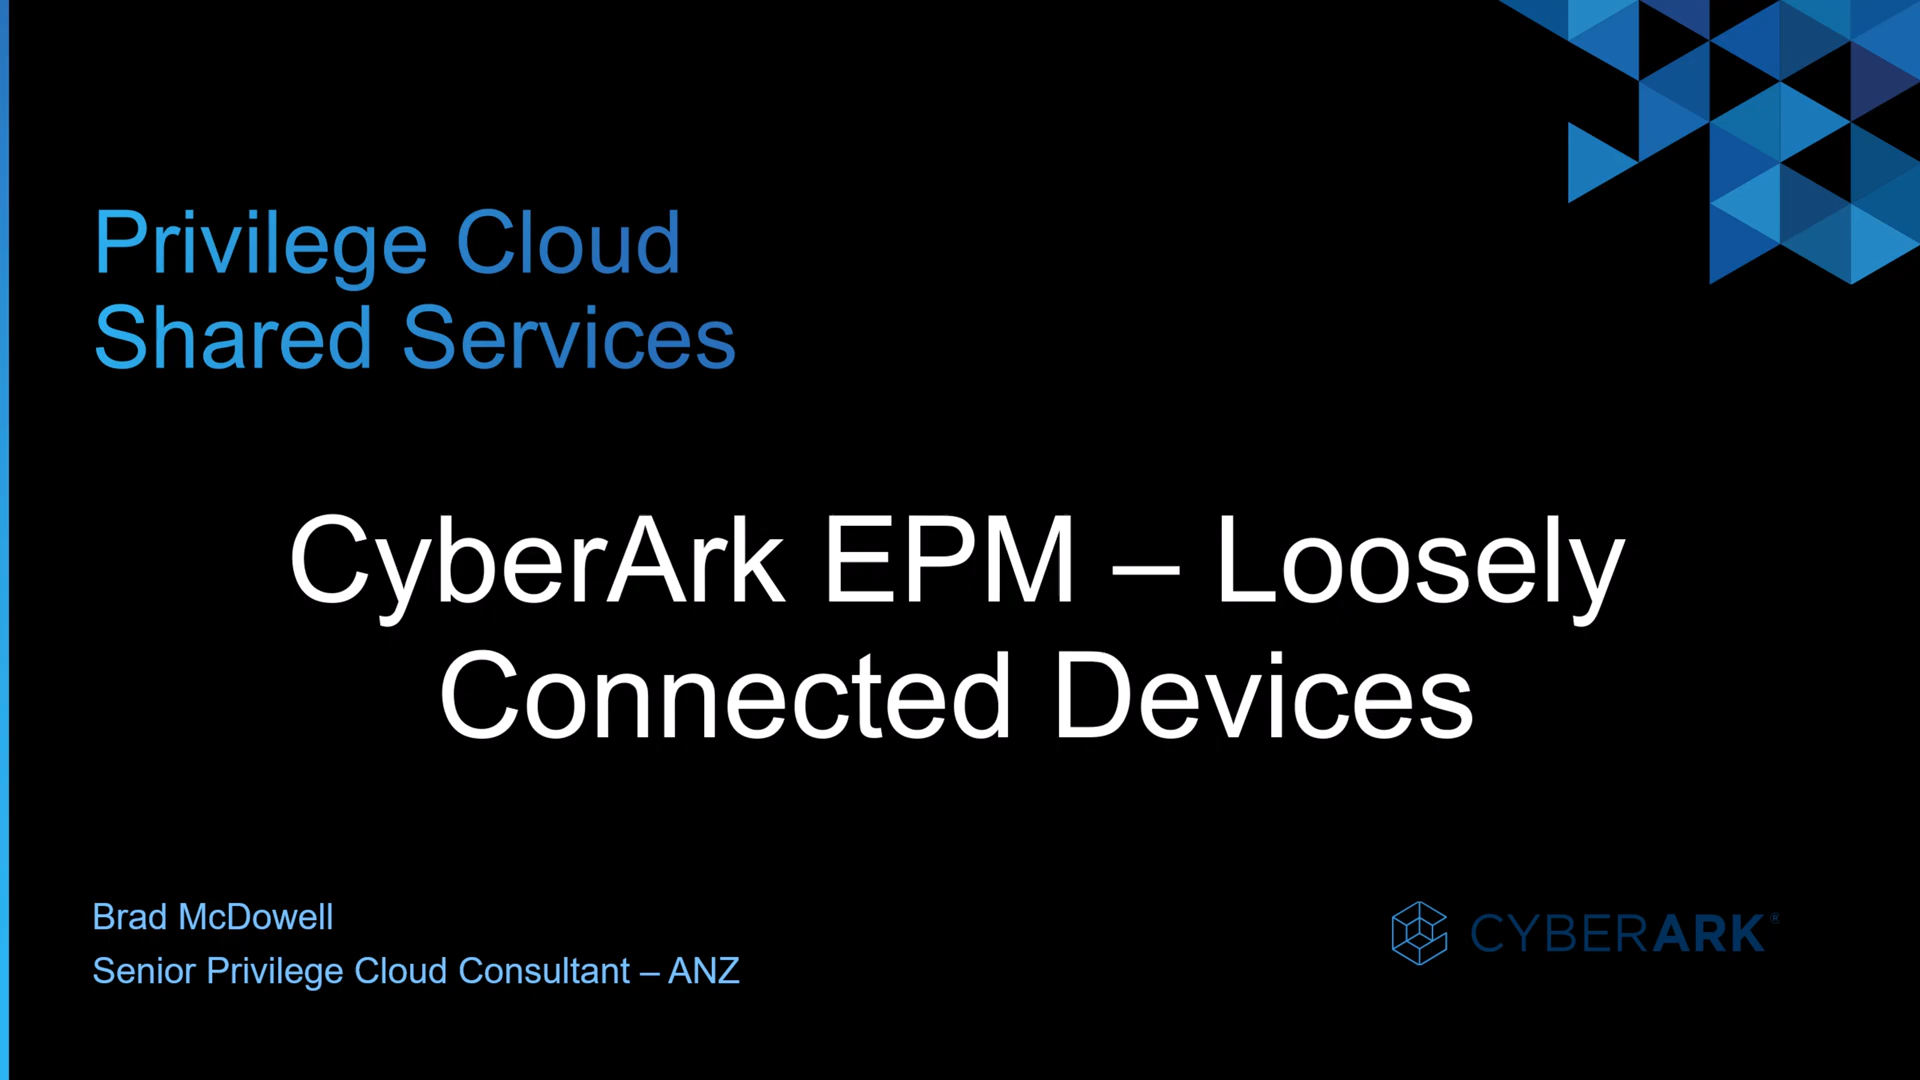 Privilege Cloud
Shared Services
CyberArk EPM – Loosely
Connected Devices
Brad McDowell
Senior Privilege Cloud Consultant – ANZ
CYBERARK®